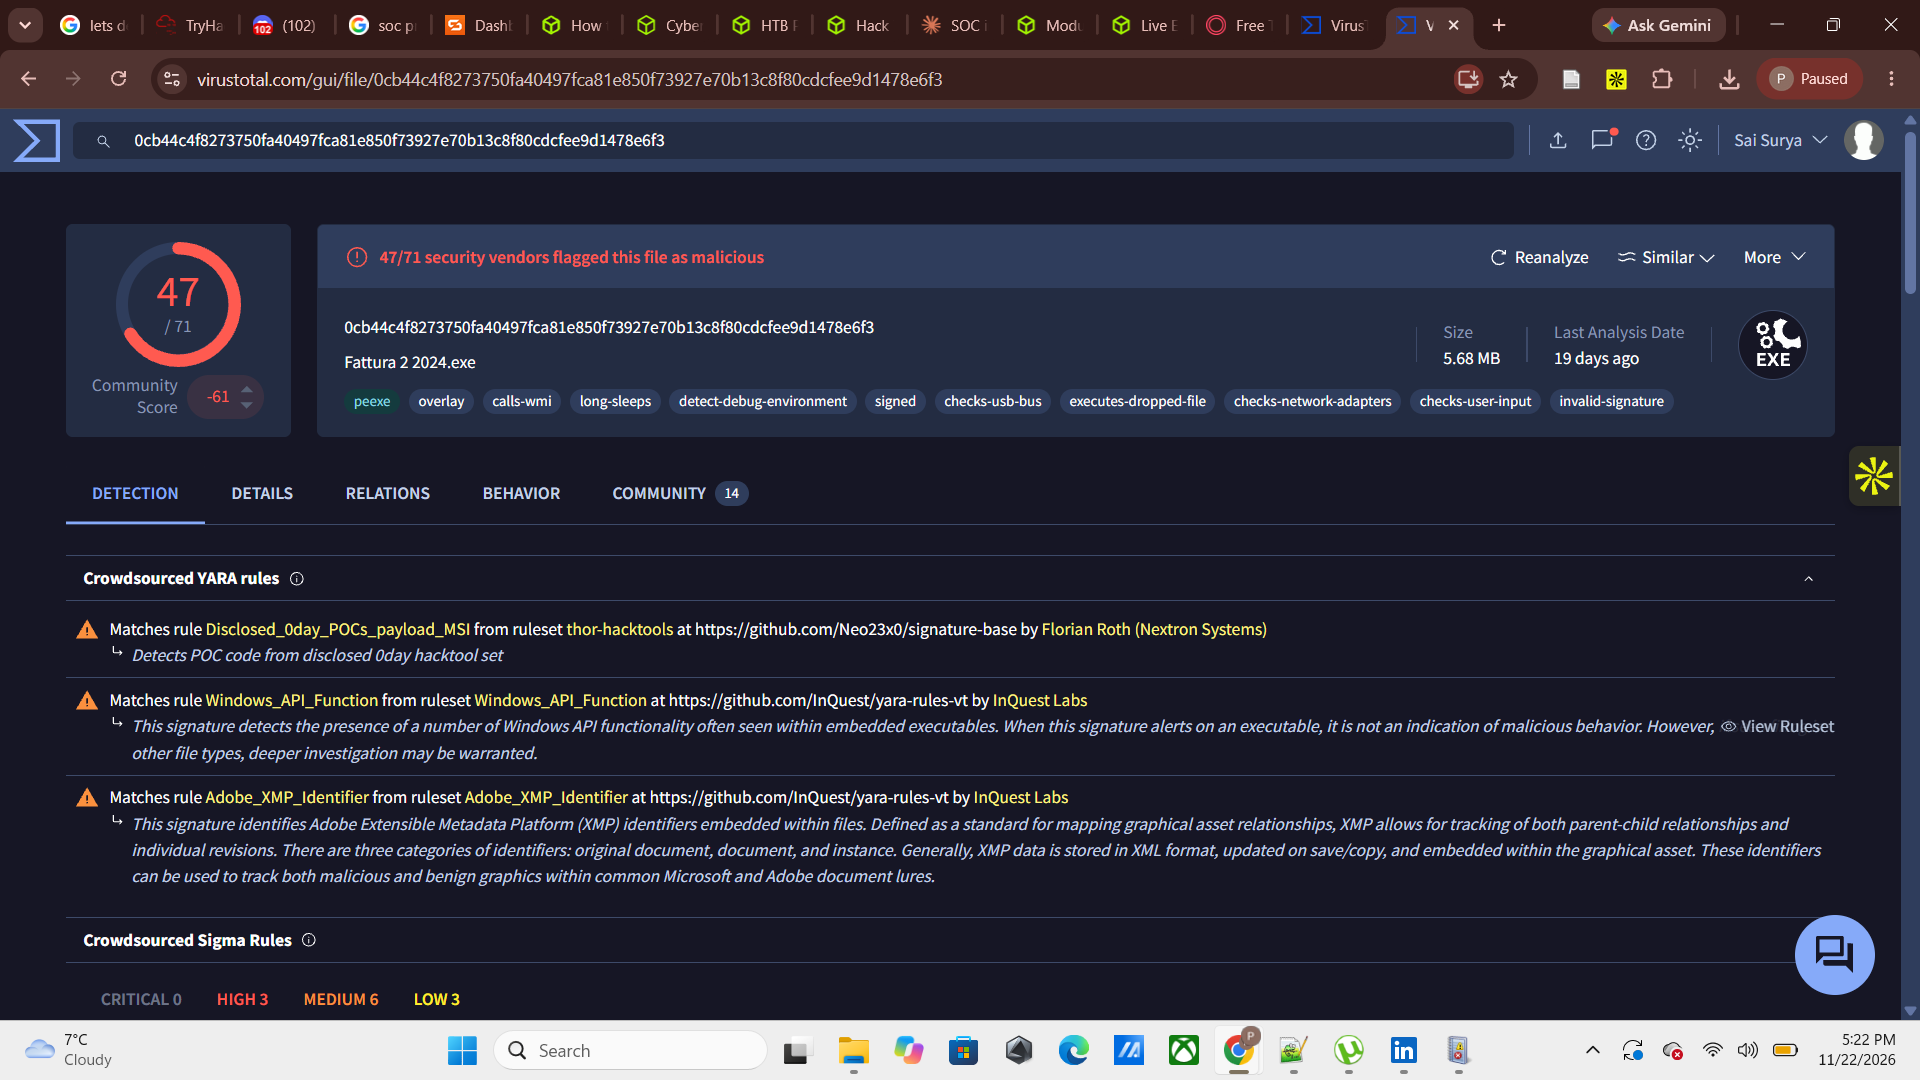 lets d
TryHa
(102)
102
soc p
Dash
How
Cybe
HTB
Hack
SOC i
Modu
Live E
Free
Virus
V
Ask Gemini
virustotal.com/gui/file/0cb44c4f8273750fa40497fca81e850f73927e70b13c8f80cdcfee9d1478e6f3
P Paused
0cb44c4f8273750fa40497fca81e850f73927e70b13c8f80cdcfee9d1478e6f3
Sai Surya
47
/ 71
Community Score
-61
47/71 security vendors flagged this file as malicious
Reanalyze
Similar
More
0cb44c4f8273750fa40497fca81e850f73927e70b13c8f80cdcfee9d1478e6f3
Fattura 2 2024.exe
Size
5.68 MB
Last Analysis Date
19 days ago
EXE
peexe
overlay
calls-wmi
long-sleeps
detect-debug-environment
signed
checks-usb-bus
executes-dropped-file
checks-network-adapters
checks-user-input
invalid-signature
DETECTION
DETAILS
RELATIONS
BEHAVIOR
COMMUNITY 14
Crowdsourced YARA rules
Matches rule Disclosed_0day_POCs_payload_MSI from ruleset thor-hacktools at https://github.com/Neo23x0/signature-base by Florian Roth (Nextron Systems)
Detects POC code from disclosed 0day hacktool set
Matches rule Windows_API_Function from ruleset Windows_API_Function at https://github.com/InQuest/yara-rules-vt by InQuest Labs
This signature detects the presence of a number of Windows API functionality often seen within embedded executables. When this signature alerts on an executable, it is not an indication of malicious behavior. However,
View Ruleset
other file types, deeper investigation may be warranted.
Matches rule Adobe_XMP_Identifier from ruleset Adobe_XMP_Identifier at https://github.com/InQuest/yara-rules-vt by InQuest Labs
This signature identifies Adobe Extensible Metadata Platform (XMP) identifiers embedded within files. Defined as a standard for mapping graphical asset relationships, XMP allows for tracking of both parent-child relationships and
individual revisions. There are three categories of identifiers: original document, document, and instance. Generally, XMP data is stored in XML format, updated on save/copy, and embedded within the graphical asset. These identifiers
can be used to track both malicious and benign graphics within common Microsoft and Adobe document lures.
Crowdsourced Sigma Rules
CRITICAL 0
HIGH 3
MEDIUM 6
LOW 3
7°C
Cloudy
Search
P
5:22 PM
11/22/2026